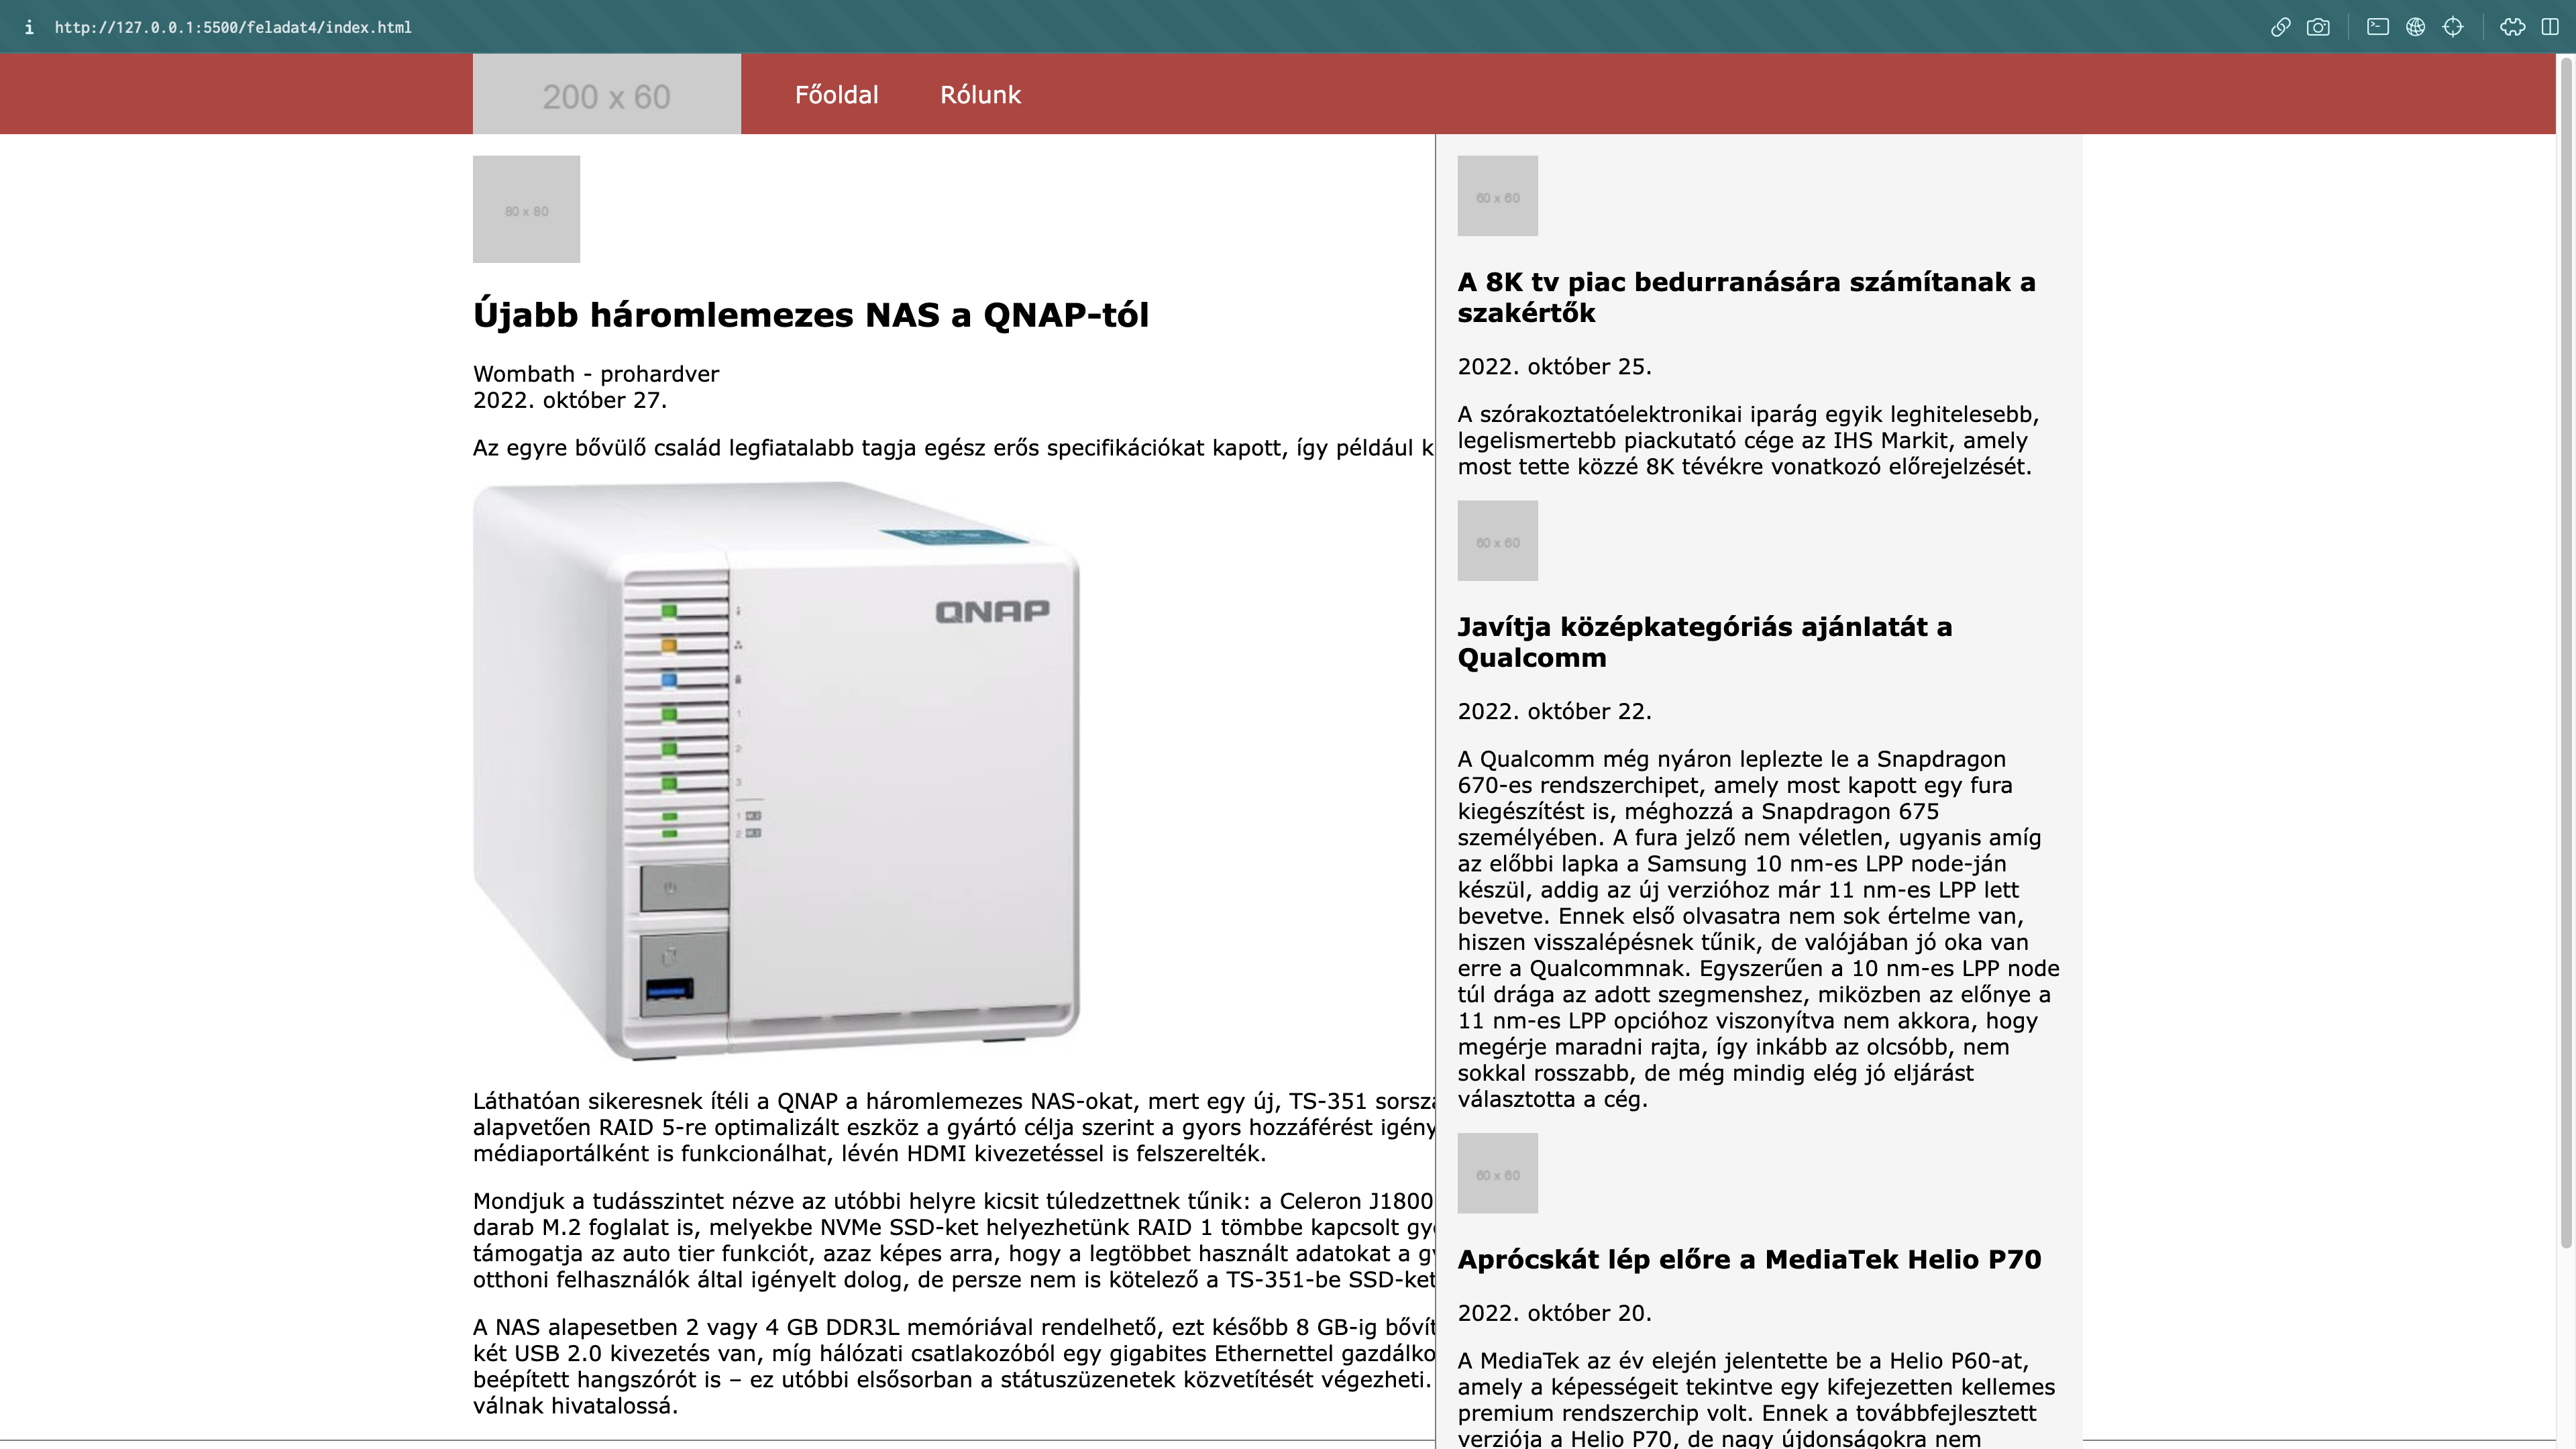 http://127.0.0.1:5500/feladat4/index.html
200 x 60
Főoldal
Rólunk
80 x 80
Újabb háromlemezes NAS a QNAP-tól
Wombath - prohardver
2022. október 27.
Az egyre bővülő család legfiatalabb tagja egész erős specifikációkat kapott, így például k
QNAP
1
2
3
1
2
Láthatóan sikeresnek ítéli a QNAP a háromlemezes NAS-okat, mert egy új, TS-351 sorsza
alapvetően RAID 5-re optimalizált eszköz a gyártó célja szerint a gyors hozzáférést igény
médiaportálként is funkcionálhat, lévén HDMI kivezetéssel is felszerelték.
Mondjuk a tudásszintet nézve az utóbbi helyre kicsit túledzettnek tűnik: a Celeron J1800
darab M.2 foglalat is, melyekbe NVMe SSD-ket helyezhetünk RAID 1 tömbbe kapcsolt gyo
támogatja az auto tier funkciót, azaz képes arra, hogy a legtöbbet használt adatokat a gy
otthoni felhasználók által igényelt dolog, de persze nem is kötelező a TS-351-be SSD-ket
A NAS alapesetben 2 vagy 4 GB DDR3L memóriával rendelhető, ezt később 8 GB-ig bővít
két USB 2.0 kivezetés van, míg hálózati csatlakozóból egy gigabites Ethernettel gazdálko
beépített hangszórót is – ez utóbbi elsősorban a státuszüzenetek közvetítését végezheti.
válnak hivatalossá.
60 x 60
A 8K tv piac bedurranására számítanak a
szakértők
2022. október 25.
A szórakoztatóelektronikai iparág egyik leghitelesebb,
legelismertebb piackutató cége az IHS Markit, amely
most tette közzé 8K tévékre vonatkozó előrejelzését.
60 x 60
Javítja középkategóriás ajánlatát a
Qualcomm
2022. október 22.
A Qualcomm még nyáron leplezte le a Snapdragon
670-es rendszerchipet, amely most kapott egy fura
kiegészítést is, méghozzá a Snapdragon 675
személyében. A fura jelző nem véletlen, ugyanis amíg
az előbbi lapka a Samsung 10 nm-es LPP node-ján
készül, addig az új verzióhoz már 11 nm-es LPP lett
bevetve. Ennek első olvasatra nem sok értelme van,
hiszen visszalépésnek tűnik, de valójában jó oka van
erre a Qualcommnak. Egyszerűen a 10 nm-es LPP node
túl drága az adott szegmenshez, miközben az előnye a
11 nm-es LPP opcióhoz viszonyítva nem akkora, hogy
megérje maradni rajta, így inkább az olcsóbb, nem
sokkal rosszabb, de még mindig elég jó eljárást
választotta a cég.
60 x 60
Aprócskát lép előre a MediaTek Helio P70
2022. október 20.
A MediaTek az év elején jelentette be a Helio P60-at,
amely a képességeit tekintve egy kifejezetten kellemes
premium rendszerchip volt. Ennek a továbbfejlesztett
verziója a Helio P70, de nagy újdonságokra nem